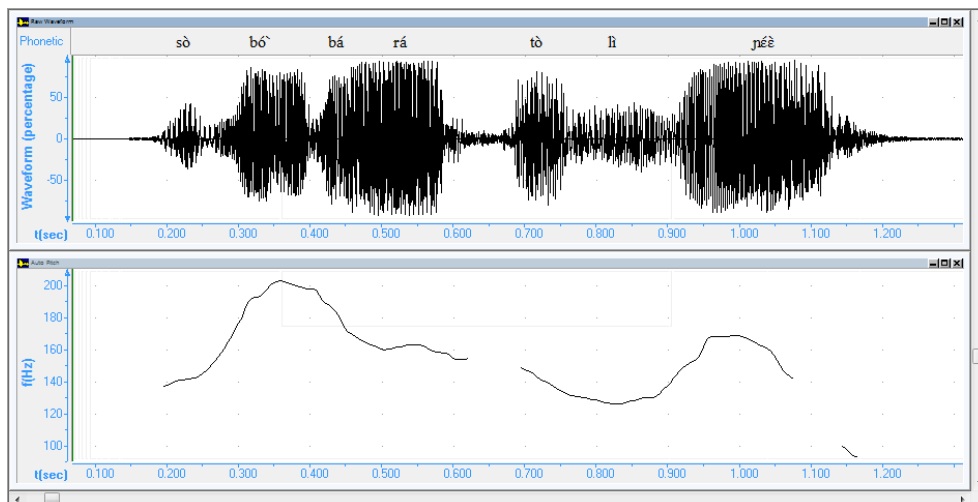 Raw Waveform
Phonetic sò bó` bá rá tò lì ɲɛ́ɛ̀
Waveform (percentage)
50
0
-50
t(sec) 0.100 0.200 0.300 0.400 0.500 0.600 0.700 0.800 0.900 1.000 1.100 1.200
Auto Pitch
f(Hz)
200
180
160
140
120
100
t(sec) 0.100 0.200 0.300 0.400 0.500 0.600 0.700 0.800 0.900 1.000 1.100 1.200